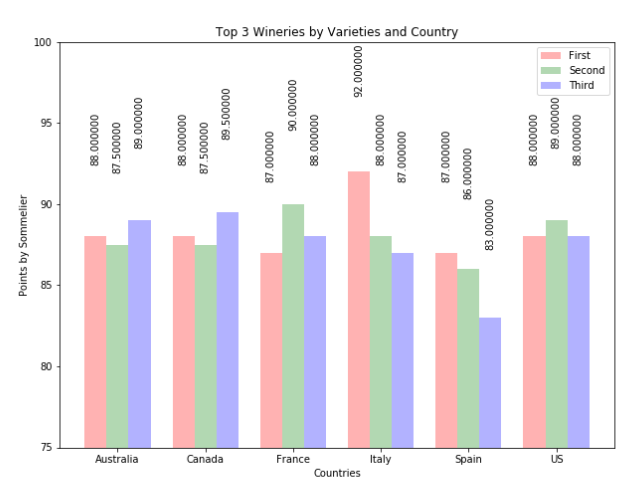 Top 3 Wineries by Varieties and Country
First
Second
Third
100
95
90
85
80
75
Points by Sommelier
88.000000
87.500000
89.000000
88.000000
87.500000
89.500000
87.000000
90.000000
88.000000
92.000000
88.000000
87.000000
87.000000
86.000000
83.000000
88.000000
89.000000
88.000000
Australia
Canada
France
Italy
Spain
US
Countries